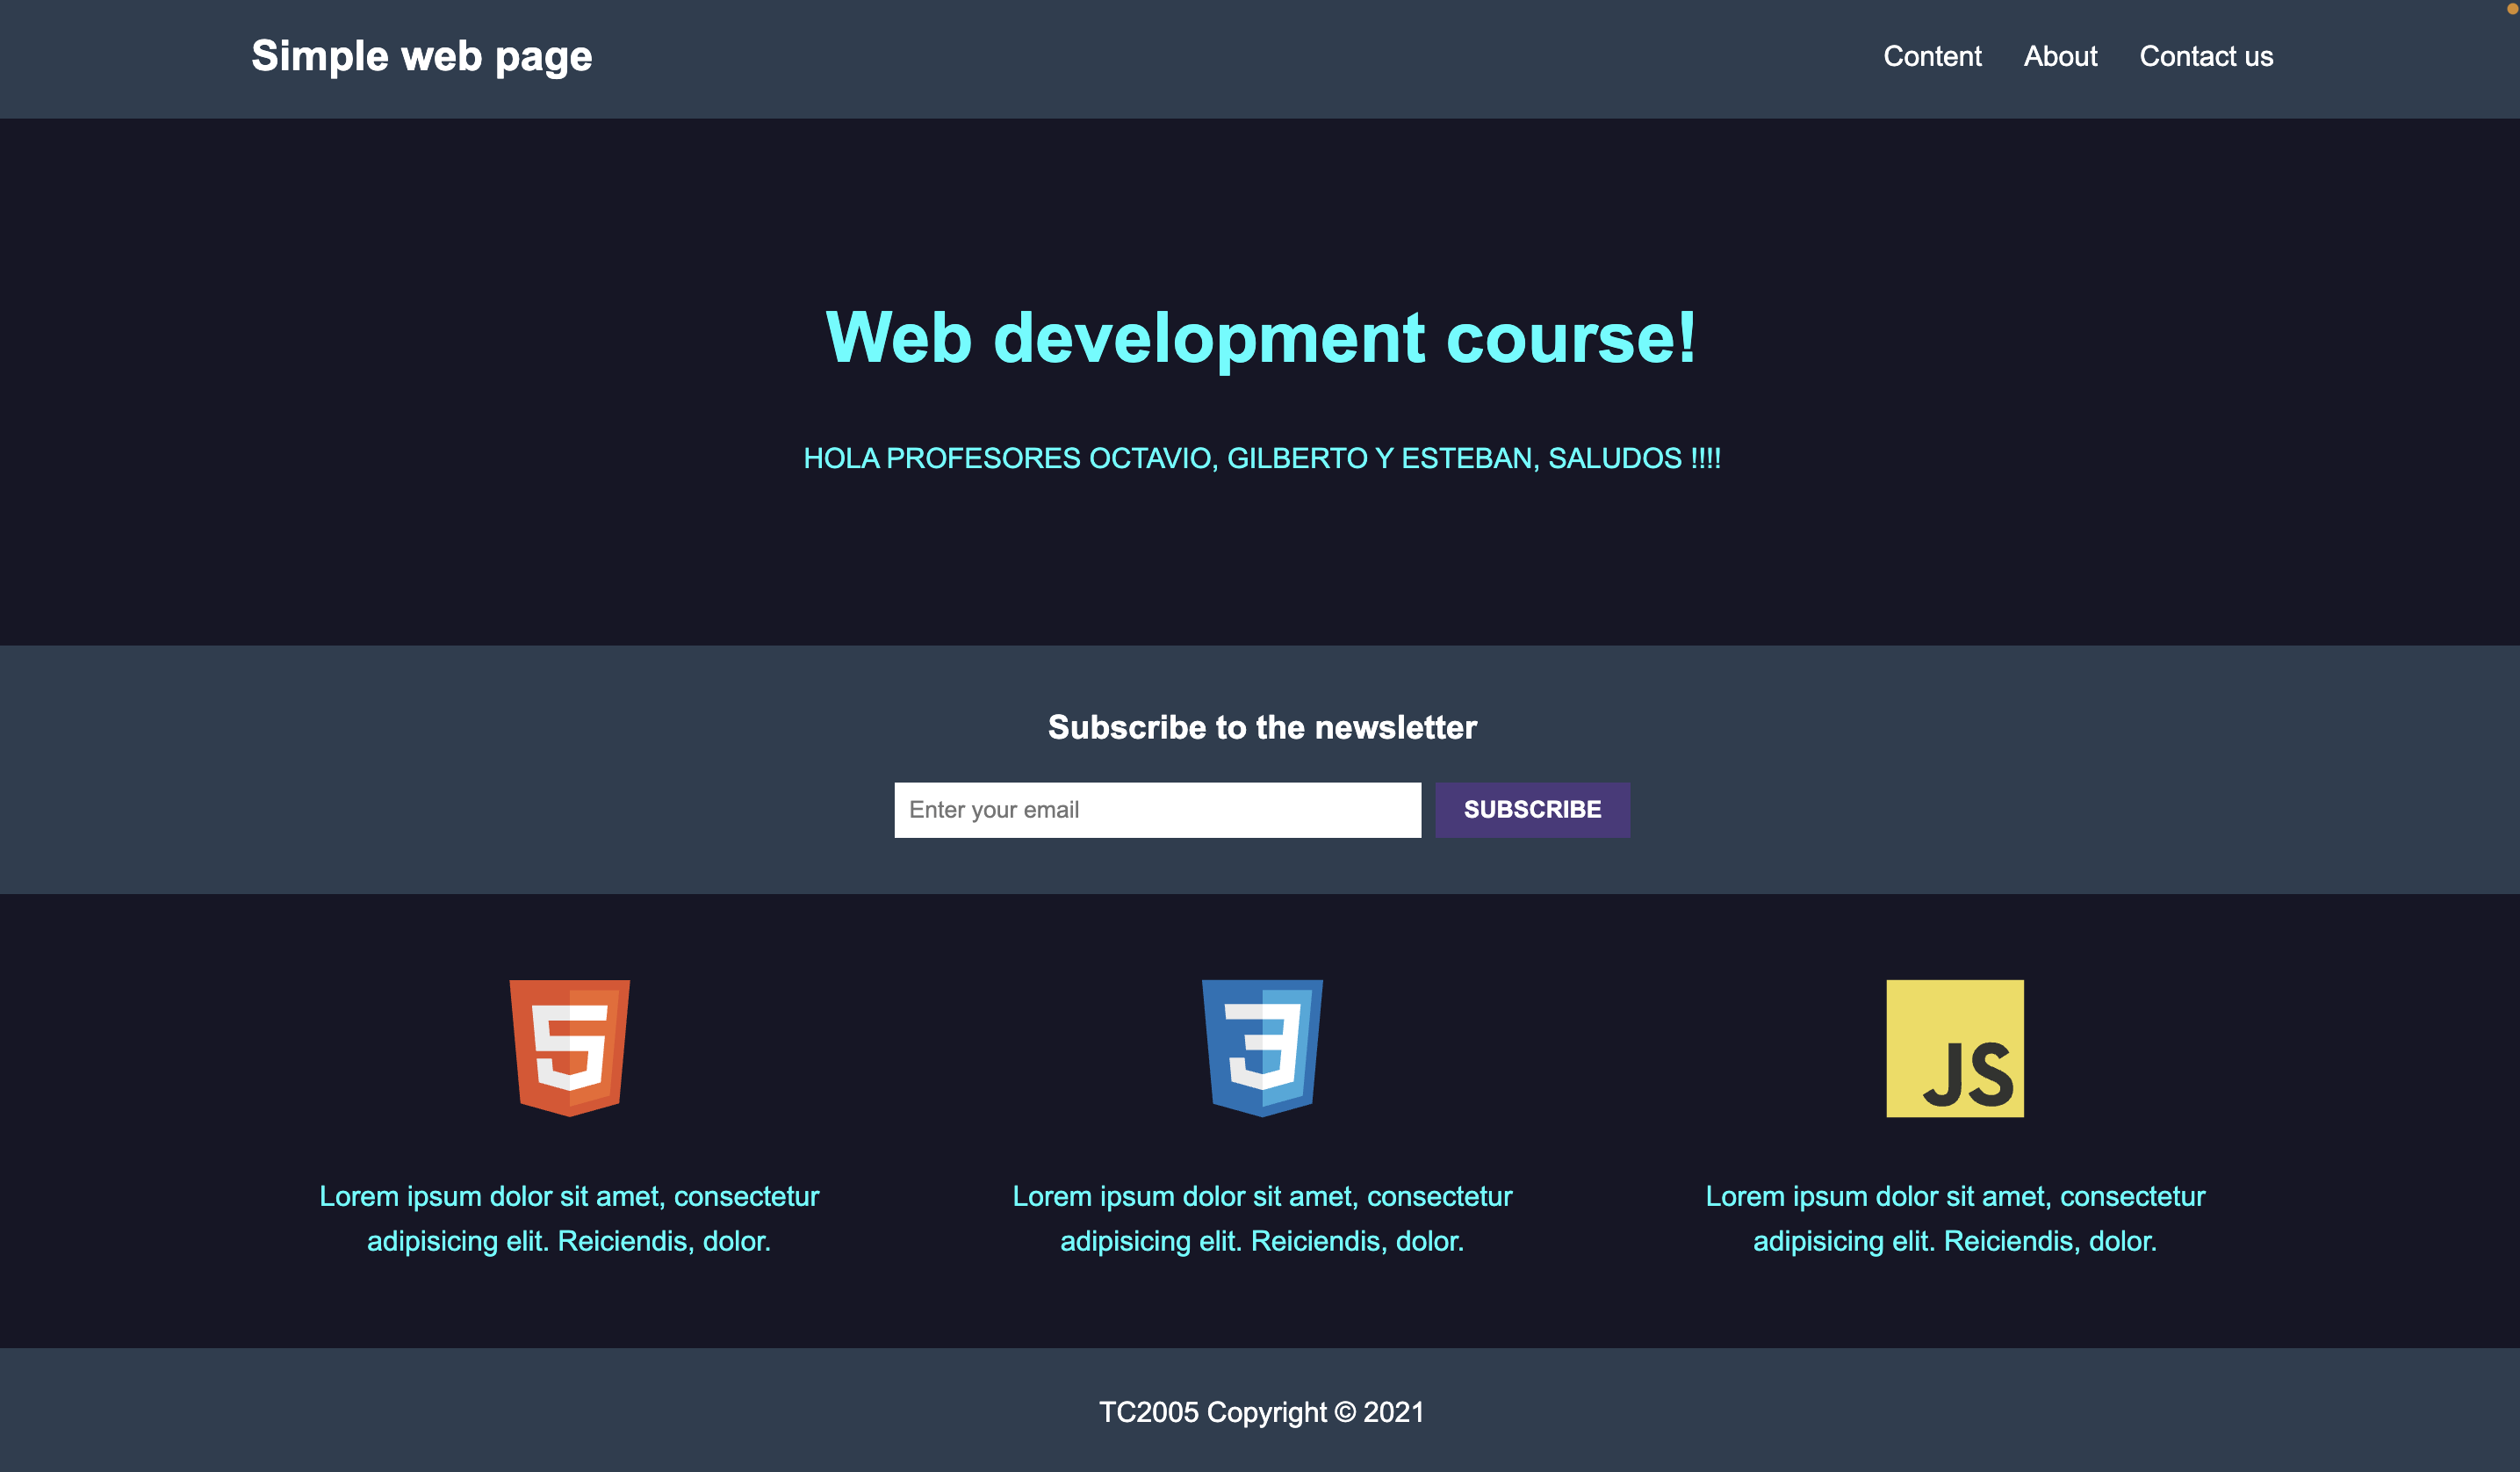 Simple web page
Content About Contact us
Web development course!
HOLA PROFESORES OCTAVIO, GILBERTO Y ESTEBAN, SALUDOS !!!!
Subscribe to the newsletter
Enter your email SUBSCRIBE
5
3
JS
Lorem ipsum dolor sit amet, consectetur
adipisicing elit. Reiciendis, dolor.
Lorem ipsum dolor sit amet, consectetur
adipisicing elit. Reiciendis, dolor.
Lorem ipsum dolor sit amet, consectetur
adipisicing elit. Reiciendis, dolor.
TC2005 Copyright © 2021